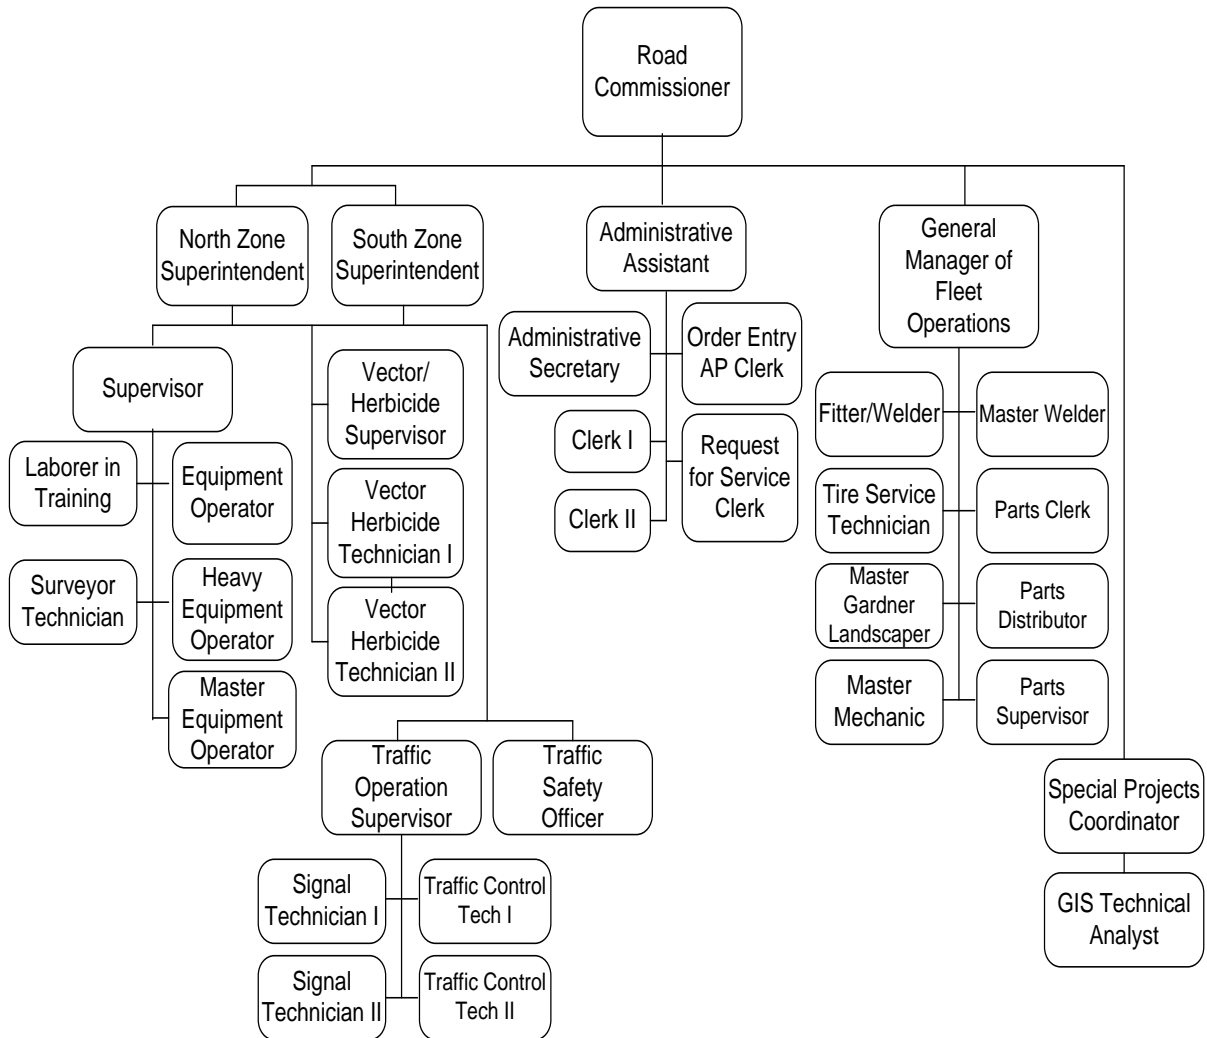 Road
Commissioner
North Zone
Superintendent
South Zone
Superintendent
Administrative
Assistant
General
Manager of
Fleet
Operations
Supervisor
Vector/
Herbicide
Supervisor
Administrative
Secretary
Order Entry
AP Clerk
Fitter/Welder
Master Welder
Laborer in
Training
Equipment
Operator
Vector
Herbicide
Technician I
Clerk I
Request
for Service
Clerk
Clerk II
Tire Service
Technician
Parts Clerk
Surveyor
Technician
Heavy
Equipment
Operator
Vector
Herbicide
Technician II
Master
Gardner
Landscaper
Parts
Distributor
Master
Equipment
Operator
Master
Mechanic
Parts
Supervisor
Traffic
Operation
Supervisor
Traffic
Safety
Officer
Special Projects
Coordinator
Signal
Technician I
Traffic Control
Tech I
GIS Technical
Analyst
Signal
Technician II
Traffic Control
Tech II